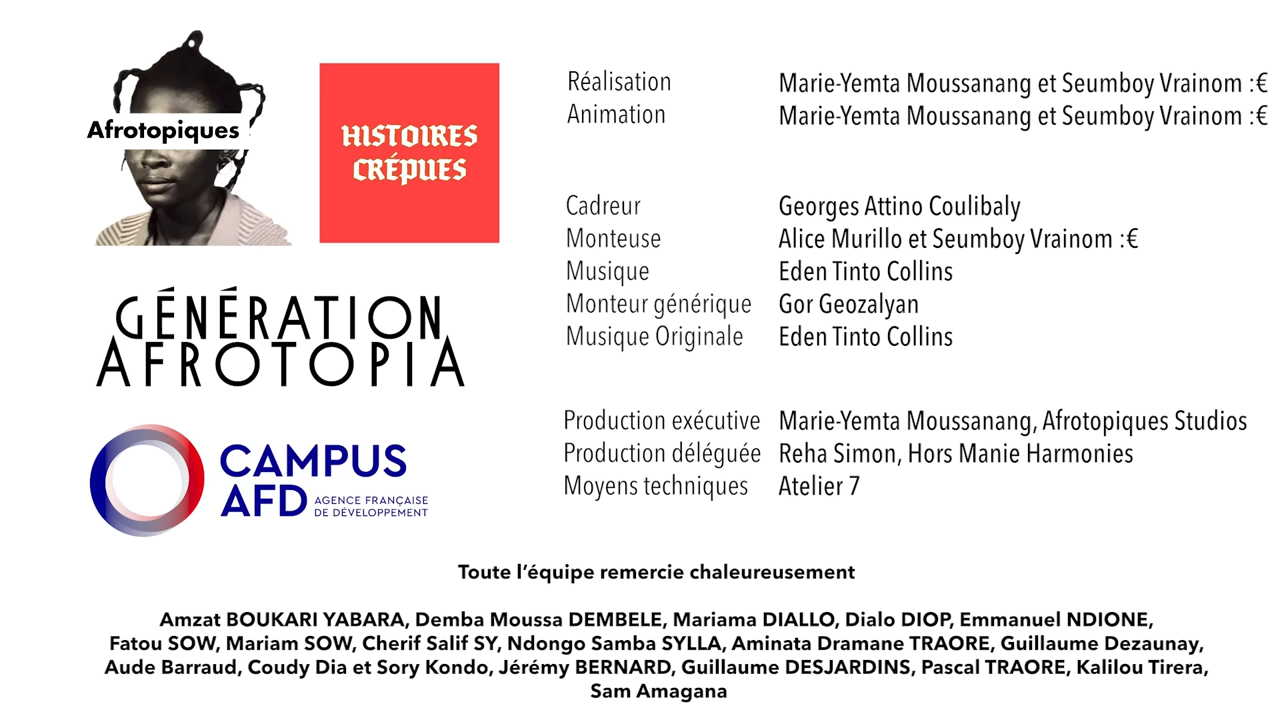 Afrotopiques
HISTOIRES
CRÉPUES
GÉNÉRATION
AFROTOPIA
CAMPUS
AFD AGENCE FRANÇAISE
DE DÉVELOPPEMENT
Réalisation Marie-Yemta Moussanang et Seumboy Vrainom :€
Animation Marie-Yemta Moussanang et Seumboy Vrainom :€
Cadreur Georges Attino Coulibaly
Monteuse Alice Murillo et Seumboy Vrainom :€
Musique Eden Tinto Collins
Monteur générique Gor Geozalyan
Musique Originale Eden Tinto Collins
Production exécutive Marie-Yemta Moussanang, Afrotopiques Studios
Production déléguée Reha Simon, Hors Manie Harmonies
Moyens techniques Atelier 7
Toute l’équipe remercie chaleureusement
Amzat BOUKARI YABARA, Demba Moussa DEMBELE, Mariama DIALLO, Dialo DIOP, Emmanuel NDIONE,
Fatou SOW, Mariam SOW, Cherif Salif SY, Ndongo Samba SYLLA, Aminata Dramane TRAORE, Guillaume Dezaunay,
Aude Barraud, Coudy Dia et Sory Kondo, Jérémy BERNARD, Guillaume DESJARDINS, Pascal TRAORE, Kalilou Tirera,
Sam Amagana